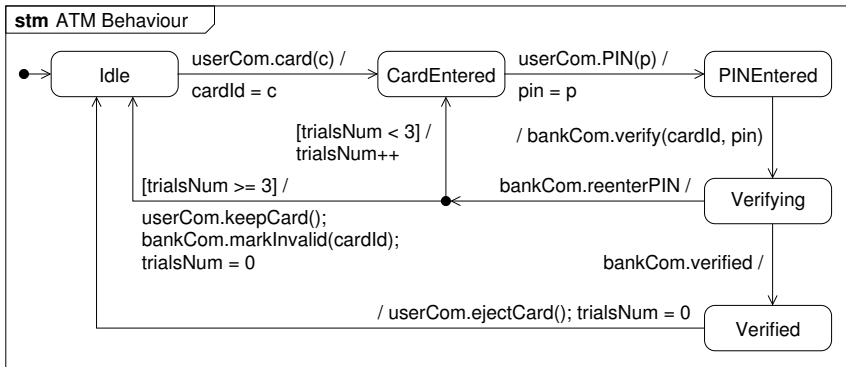 stm ATM Behaviour
userCom.card(c) /
userCom.PIN(p) /
Idle
CardEntered
PINEntered
cardId = c
pin = p
[trialsNum < 3] /
trialsNum++
/ bankCom.verify(cardId, pin)
[trialsNum >= 3] /
bankCom.reenterPIN /
Verifying
userCom.keepCard();
bankCom.markInvalid(cardId);
trialsNum = 0
bankCom.verified /
/ userCom.ejectCard(); trialsNum = 0
Verified